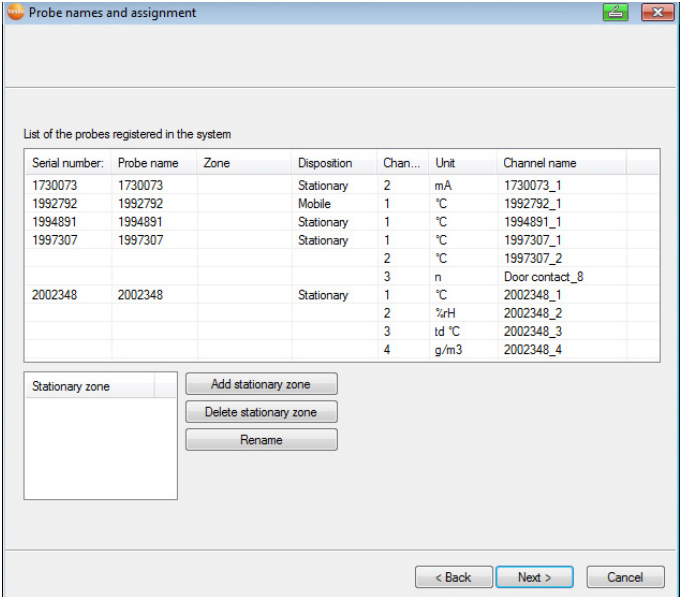 Probe names and assignment
List of the probes registered in the system
Serial number: Probe name Zone Disposition Chan... Unit Channel name
1730073 1730073 Stationary 2 mA 1730073_1
1992792 1992792 Mobile 1 °C 1992792_1
1994891 1994891 Stationary 1 °C 1994891_1
1997307 1997307 Stationary 1 °C 1997307_1
2 °C 1997307_2
3 n Door contact_8
2002348 2002348 Stationary 1 °C 2002348_1
2 %rH 2002348_2
3 td °C 2002348_3
4 g/m3 2002348_4
Stationary zone
Add stationary zone
Delete stationary zone
Rename
< Back Next > Cancel